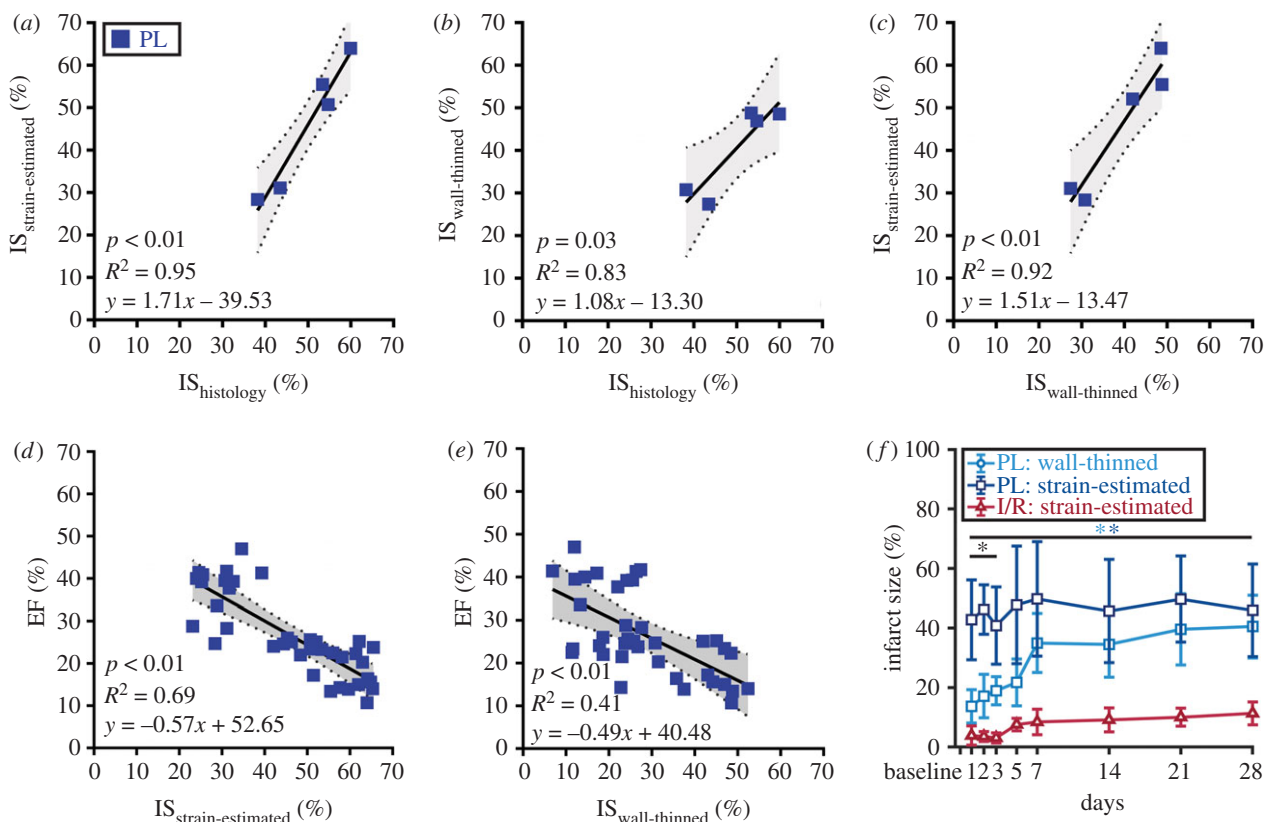 (a)
70
60
50
40
30
20
10
0
IS strain-estimated (%)
PL
p < 0.01
R² = 0.95
y = 1.71x – 39.53
0 10 20 30 40 50 60 70
IS histology (%)
(b)
70
60
50
40
30
20
10
0
IS wall-thinned (%)
p = 0.03
R² = 0.83
y = 1.08x – 13.30
0 10 20 30 40 50 60 70
IS histology (%)
(c)
70
60
50
40
30
20
10
0
IS strain-estimated (%)
p < 0.01
R² = 0.92
y = 1.51x – 13.47
0 10 20 30 40 50 60 70
IS wall-thinned (%)
(d)
70
60
50
40
30
20
10
0
EF (%)
p < 0.01
R² = 0.69
y = –0.57x + 52.65
0 10 20 30 40 50 60 70
IS strain-estimated (%)
(e)
70
60
50
40
30
20
10
0
EF (%)
p < 0.01
R² = 0.41
y = –0.49x + 40.48
0 10 20 30 40 50 60 70
IS wall-thinned (%)
(f)
100
80
60
40
20
0
infarct size (%)
PL: wall-thinned
PL: strain-estimated
I/R: strain-estimated
**
*
baseline 1 2 3 5 7 14 21 28
days